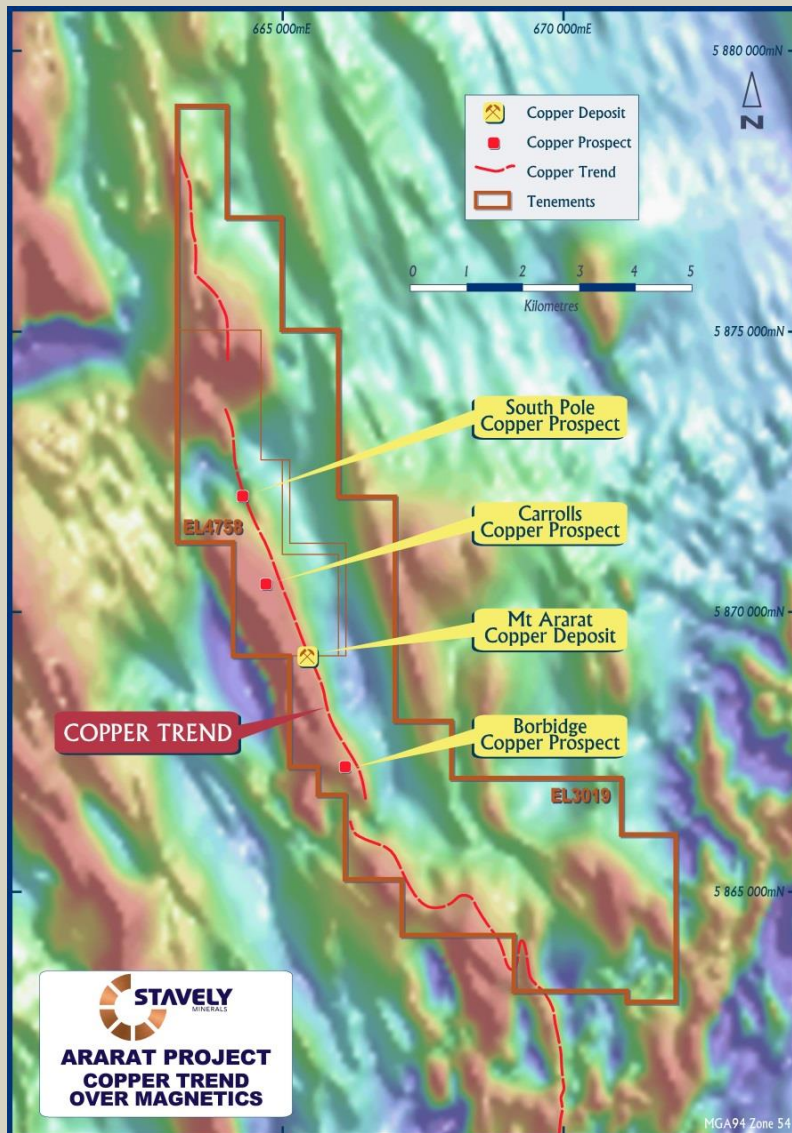 665 000mE
670 000mE
5 880 000mN
N
Copper Deposit
Copper Prospect
Copper Trend
Tenements
0 1 2 3 4 5
Kilometres
5 875 000mN
South Pole
Copper Prospect
EL4758
Carrolls
Copper Prospect
5 870 000mN
Mt Ararat
Copper Deposit
COPPER TREND
Borbidge
Copper Prospect
EL3019
5 865 000mN
STAVELY
MINERALS
ARARAT PROJECT
COPPER TREND
OVER MAGNETICS
MGA94 Zone 54